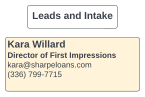 Leads and Intake
Kara Willard
Director of First Impressions
kara@sharpeloans.com
(336) 799-7715